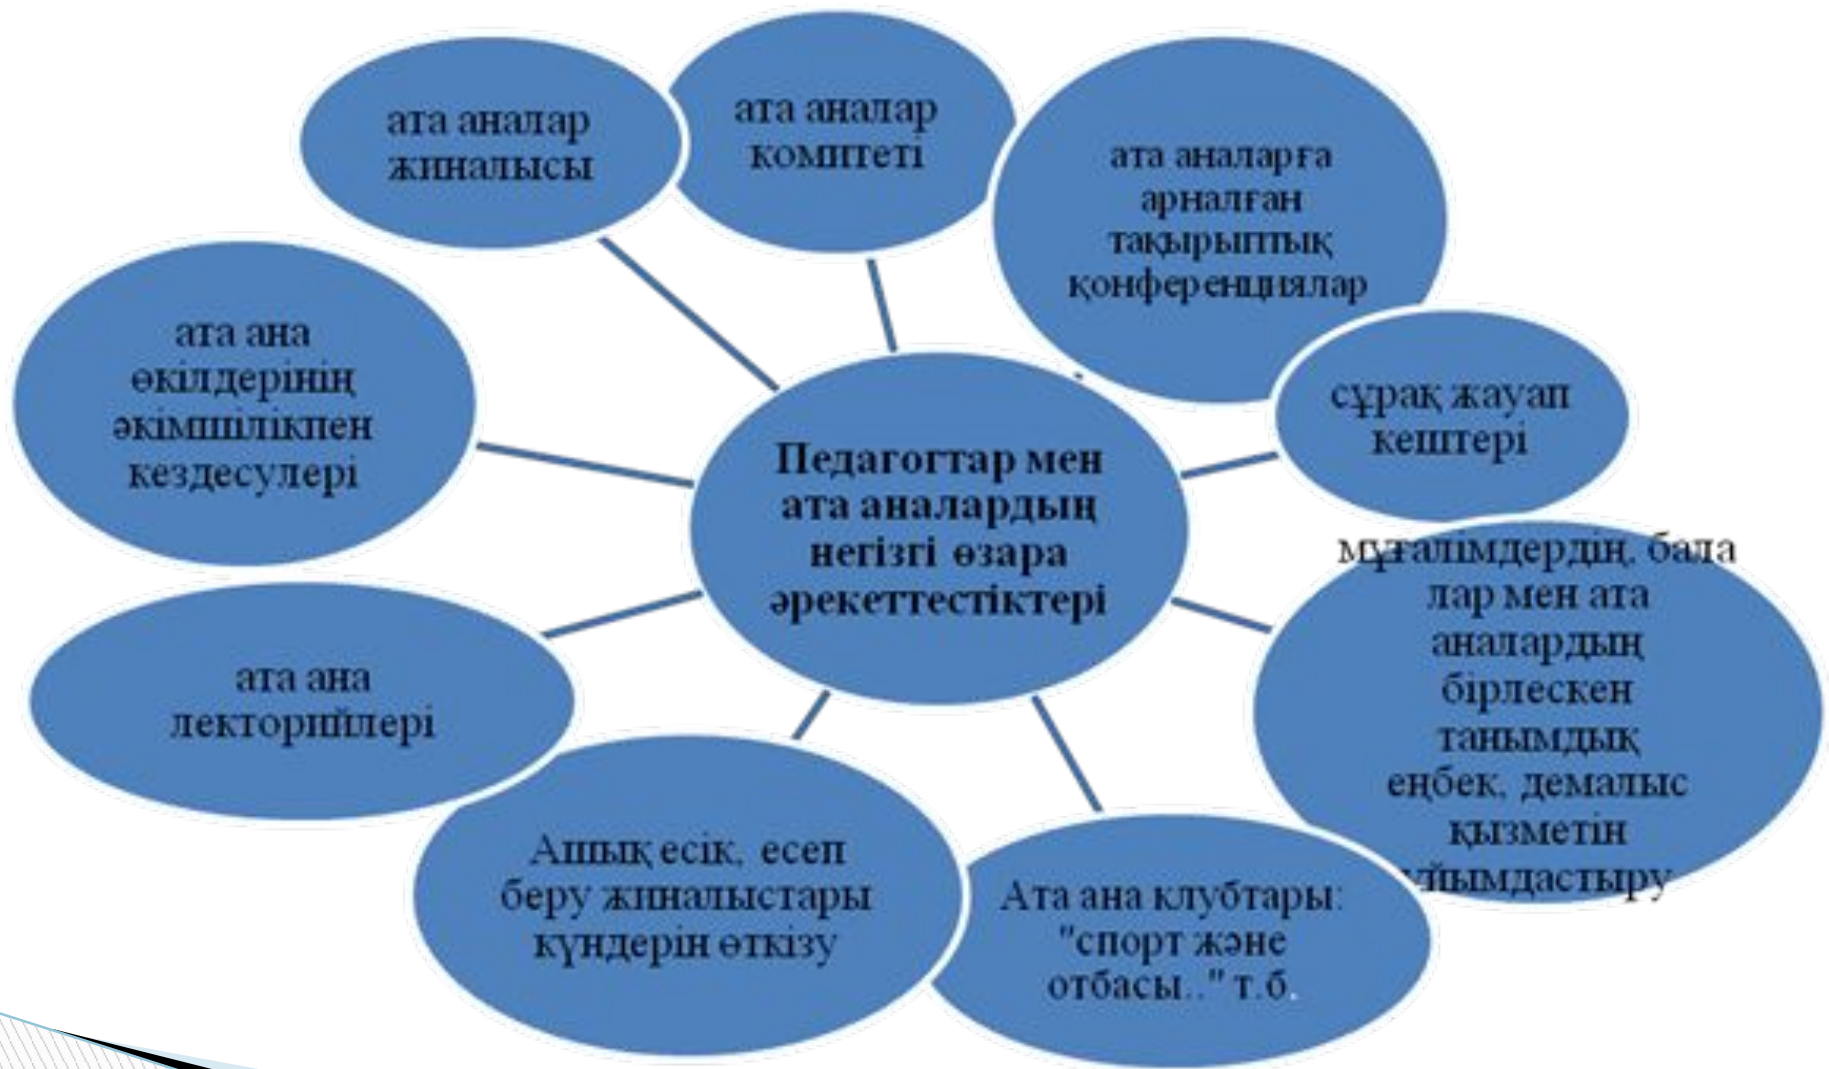 ата аналар
жиналысы
ата аналар
комитеті
ата аналарға
арналған
тақырыптық
қонференциялар
сұрақ жауап
кештері
мұғалімдердің, бала
лар мен ата
аналардың
бірлескен
танымдық
еңбек, демалыс
қызметін
ұйымдастыру
Ата ана клубтары:
"спорт және
отбасы.." т.б.
Ашық есік, есеп
беру жиналыстары
күндерін өткізу
ата ана
лекторийлері
ата ана
өкілдерінің
әкімшілікпен
кездесулері
Педагогтар мен
ата аналардың
негізгі өзара
әрекеттестіктері